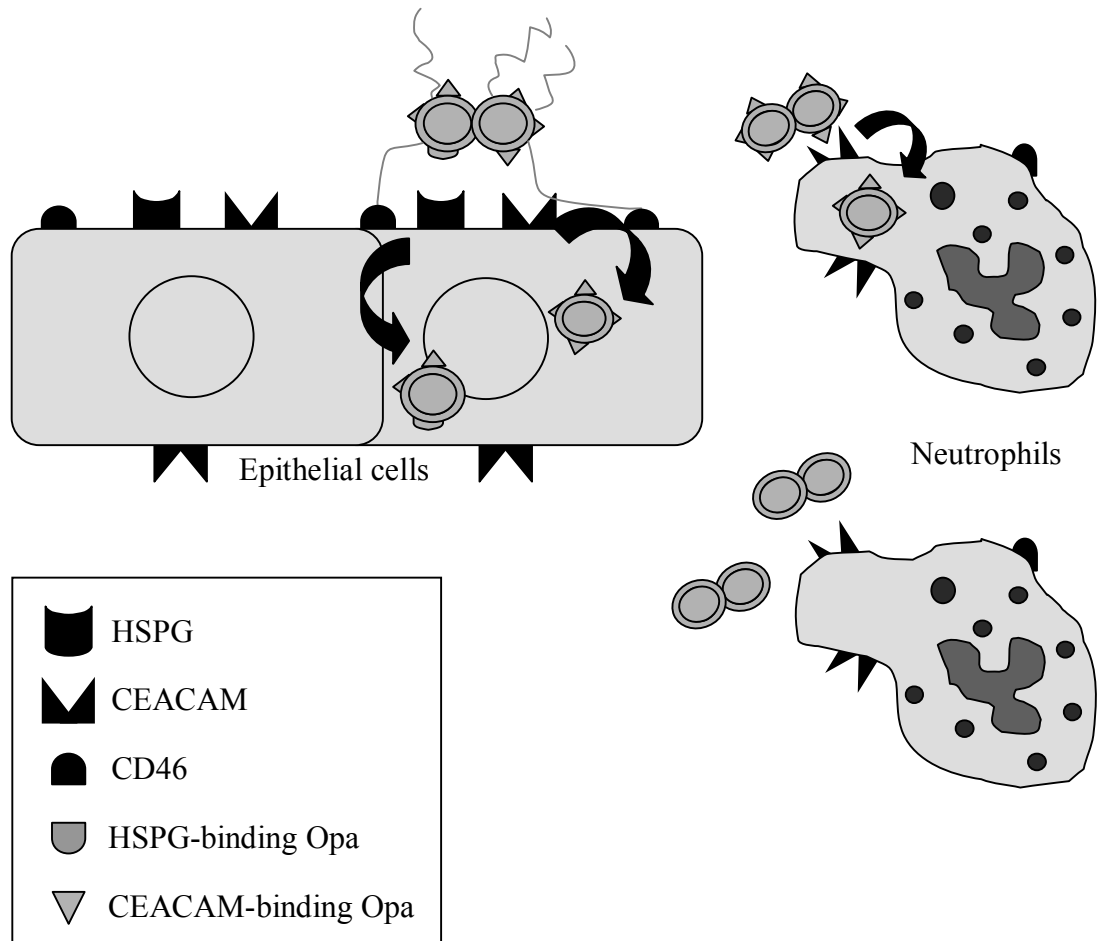 Epithelial cells
Neutrophils
HSPG
CEACAM
CD46
HSPG-binding Opa
CEACAM-binding Opa